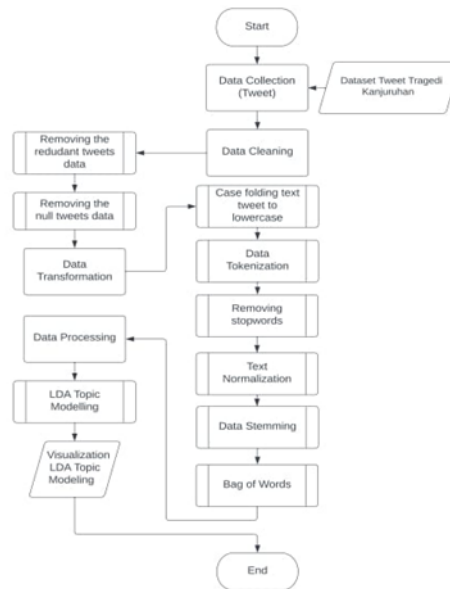 Start
Data Collection
(Tweet)
Dataset Tweet Tragedi
Kanjuruhan
Data Cleaning
Removing the
redudant tweets
data
Removing the
null tweets data
Data
Transformation
Case folding text
tweet to
lowercase
Data
Tokenization
Removing
stopwords
Text
Normalization
Data Stemming
Bag of Words
Data Processing
LDA Topic
Modelling
Visualization
LDA Topic
Modeling
End